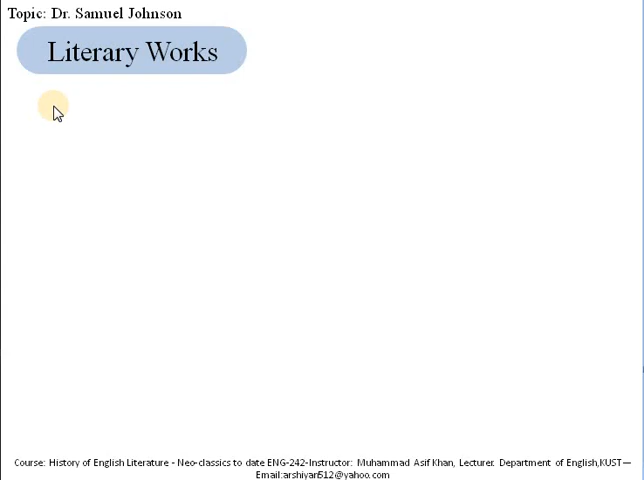 Topic: Dr. Samuel Johnson
Literary Works
Course: History of English Literature - Neo-classics to date ENG-242-Instructor: Muhammad Asif Khan, Lecturer. Department of English,KUST—
Email:arshiyan512@yahoo.com